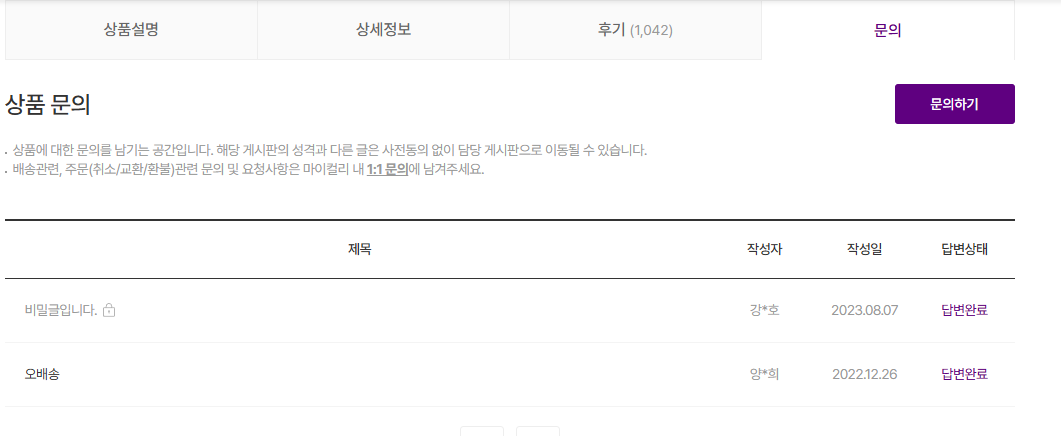 상품설명 상세정보 후기 (1,042) 문의
상품 문의 문의하기
· 상품에 대한 문의를 남기는 공간입니다. 해당 게시판의 성격과 다른 글은 사전동의 없이 담당 게시판으로 이동될 수 있습니다.
· 배송관련, 주문(취소/교환/환불)관련 문의 및 요청사항은 마이컬리 내 1:1 문의에 남겨주세요.
제목 작성자 작성일 답변상태
비밀글입니다. 강*호 2023.08.07 답변완료
오배송 양*희 2022.12.26 답변완료